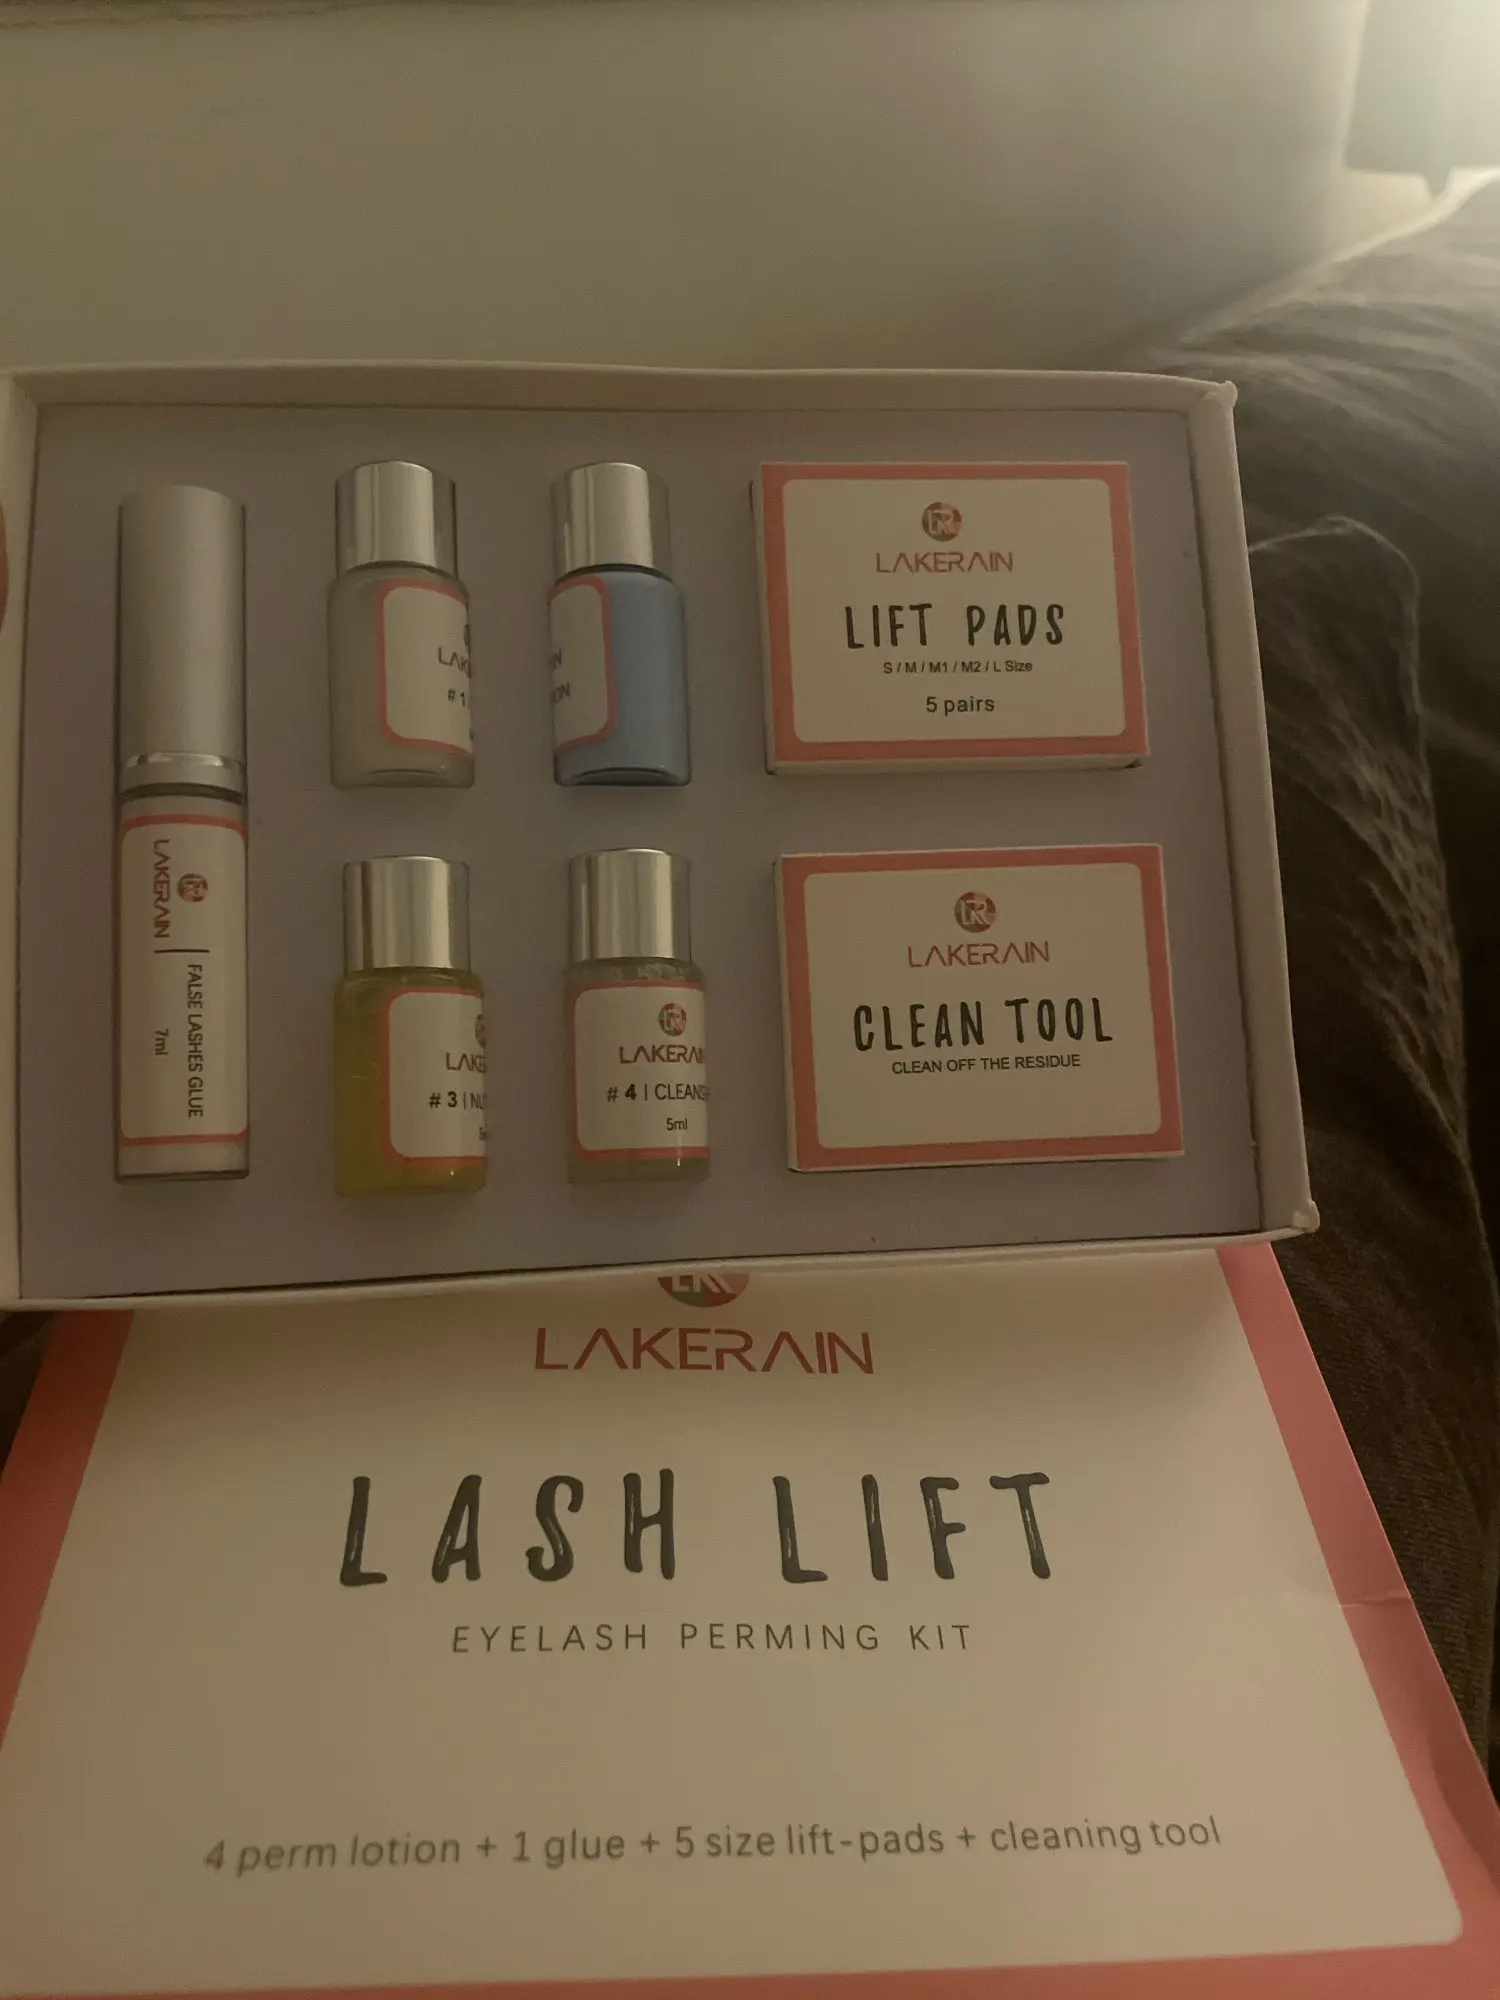 LAKERAIN
FALSE LASHES GLUE
7ml
# 1
LAKERAIN
LIFT PADS
S / M / M1 / M2 / L Size
5 pairs
# 3
LAKERAIN
# 4 |
5ml
LAKERAIN
CLEAN TOOL
CLEAN OFF THE RESIDUE
LAKERAIN
LASH LIFT
EYELASH PERMING KIT
4 perm lotion + 1 glue + 5 size lift-pads + cleaning tool